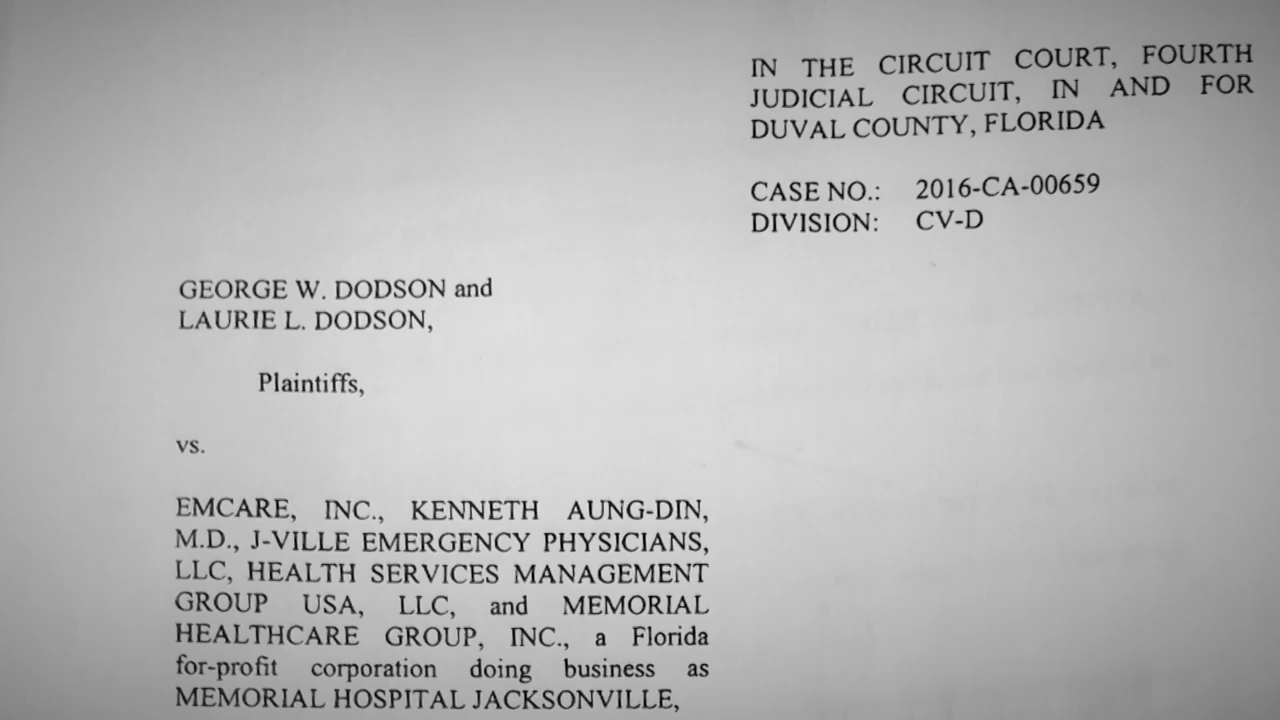 IN THE CIRCUIT COURT, FOURTH
JUDICIAL CIRCUIT, IN AND FOR
DUVAL COUNTY, FLORIDA
CASE NO.: 2016-CA-00659
DIVISION: CV-D
GEORGE W. DODSON and
LAURIE L. DODSON,
Plaintiffs,
vs.
EMCARE, INC., KENNETH AUNG-DIN,
M.D., J-VILLE EMERGENCY PHYSICIANS,
LLC, HEALTH SERVICES MANAGEMENT
GROUP USA, LLC, and MEMORIAL
HEALTHCARE GROUP, INC., a Florida
for-profit corporation doing business as
MEMORIAL HOSPITAL JACKSONVILLE,